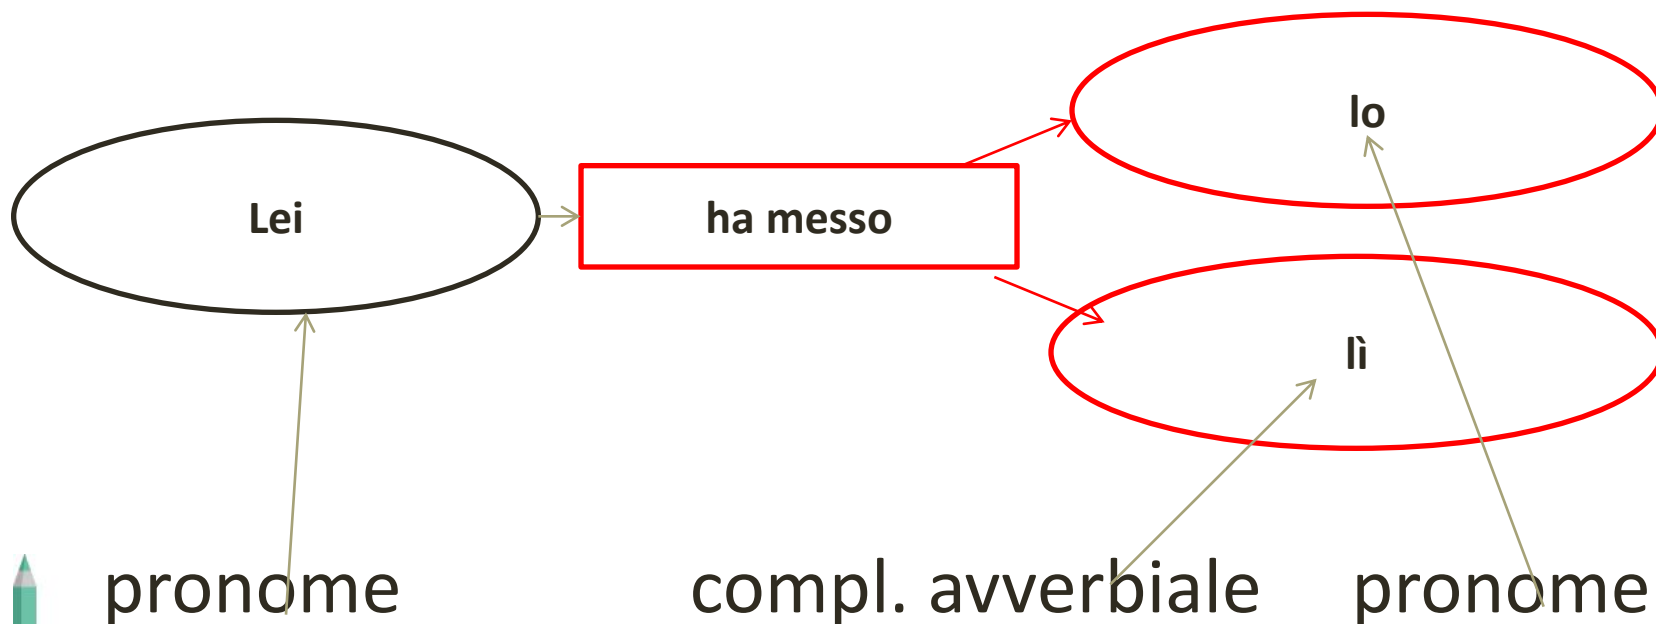 lo
Lei
ha messo
lì
pronome
compl. avverbiale
pronome